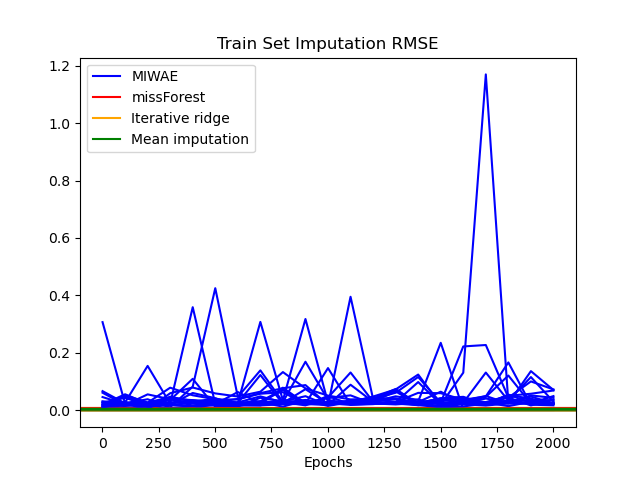 Train Set Imputation RMSE
MIWAE
missForest
Iterative ridge
Mean imputation
1.2
1.0
0.8
0.6
0.4
0.2
0.0
0 250 500 750 1000 1250 1500 1750 2000
Epochs